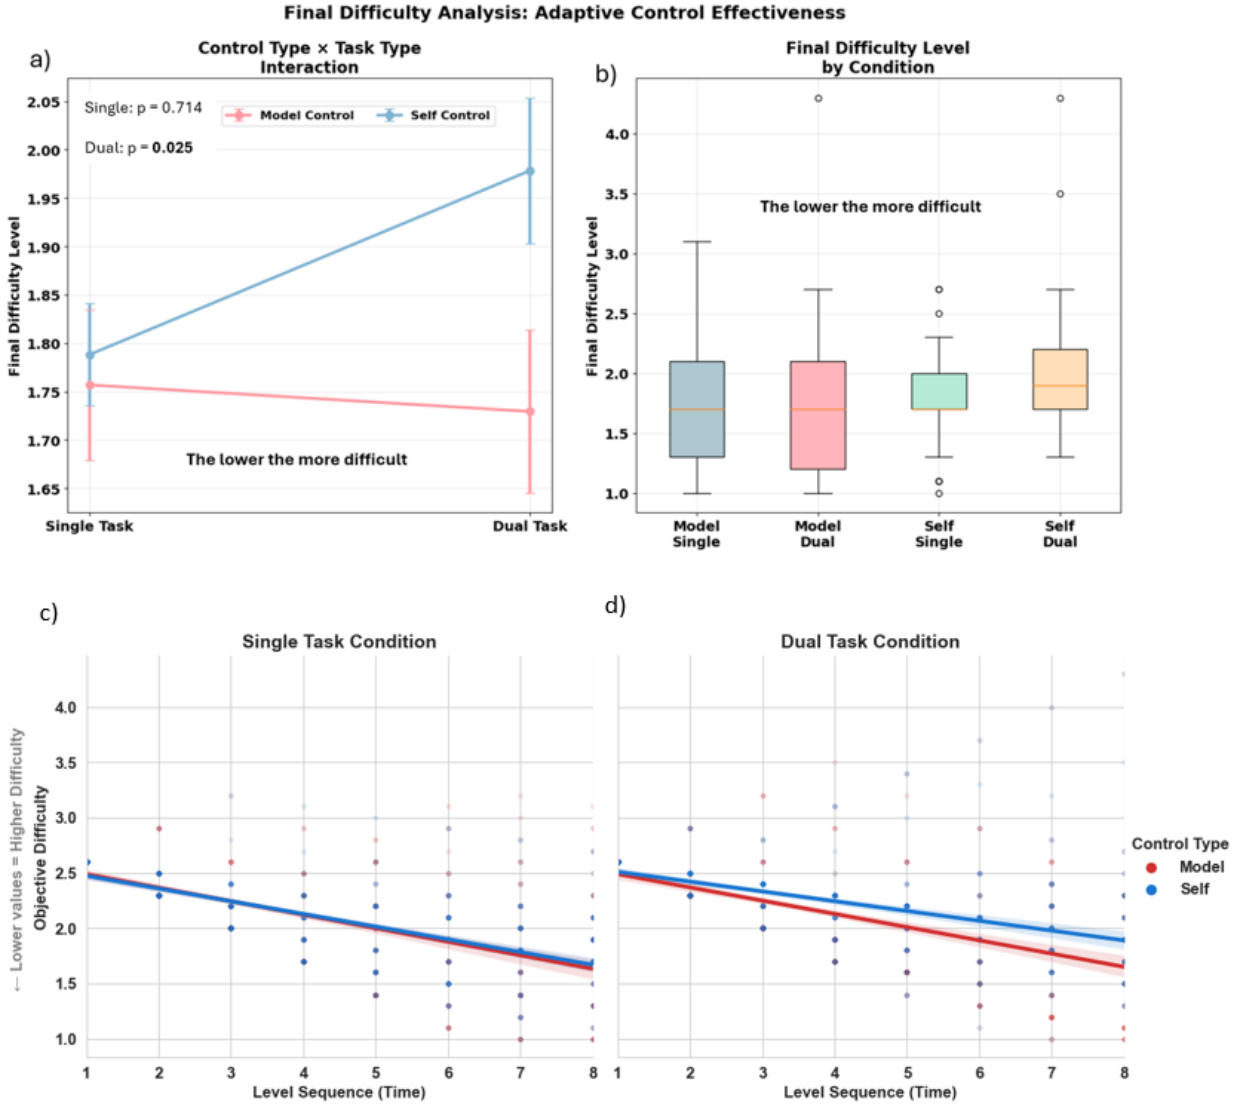 Final Difficulty Analysis: Adaptive Control Effectiveness
a)
Control Type × Task Type
Interaction
Single: p = 0.714
Dual: p = 0.025
Model Control
Self Control
The lower the more difficult
Final Difficulty Level
2.05
2.00
1.95
1.90
1.85
1.80
1.75
1.70
1.65
Single Task
Dual Task
b)
Final Difficulty Level
by Condition
The lower the more difficult
Final Difficulty Level
4.0
3.5
3.0
2.5
2.0
1.5
1.0
Model
Single
Model
Dual
Self
Single
Self
Dual
c)
Single Task Condition
← Lower values = Higher Difficulty
Objective Difficulty
4.0
3.5
3.0
2.5
2.0
1.5
1.0
1 2 3 4 5 6 7 8
Level Sequence (Time)
d)
Dual Task Condition
1 2 3 4 5 6 7 8
Level Sequence (Time)
Control Type
Model
Self